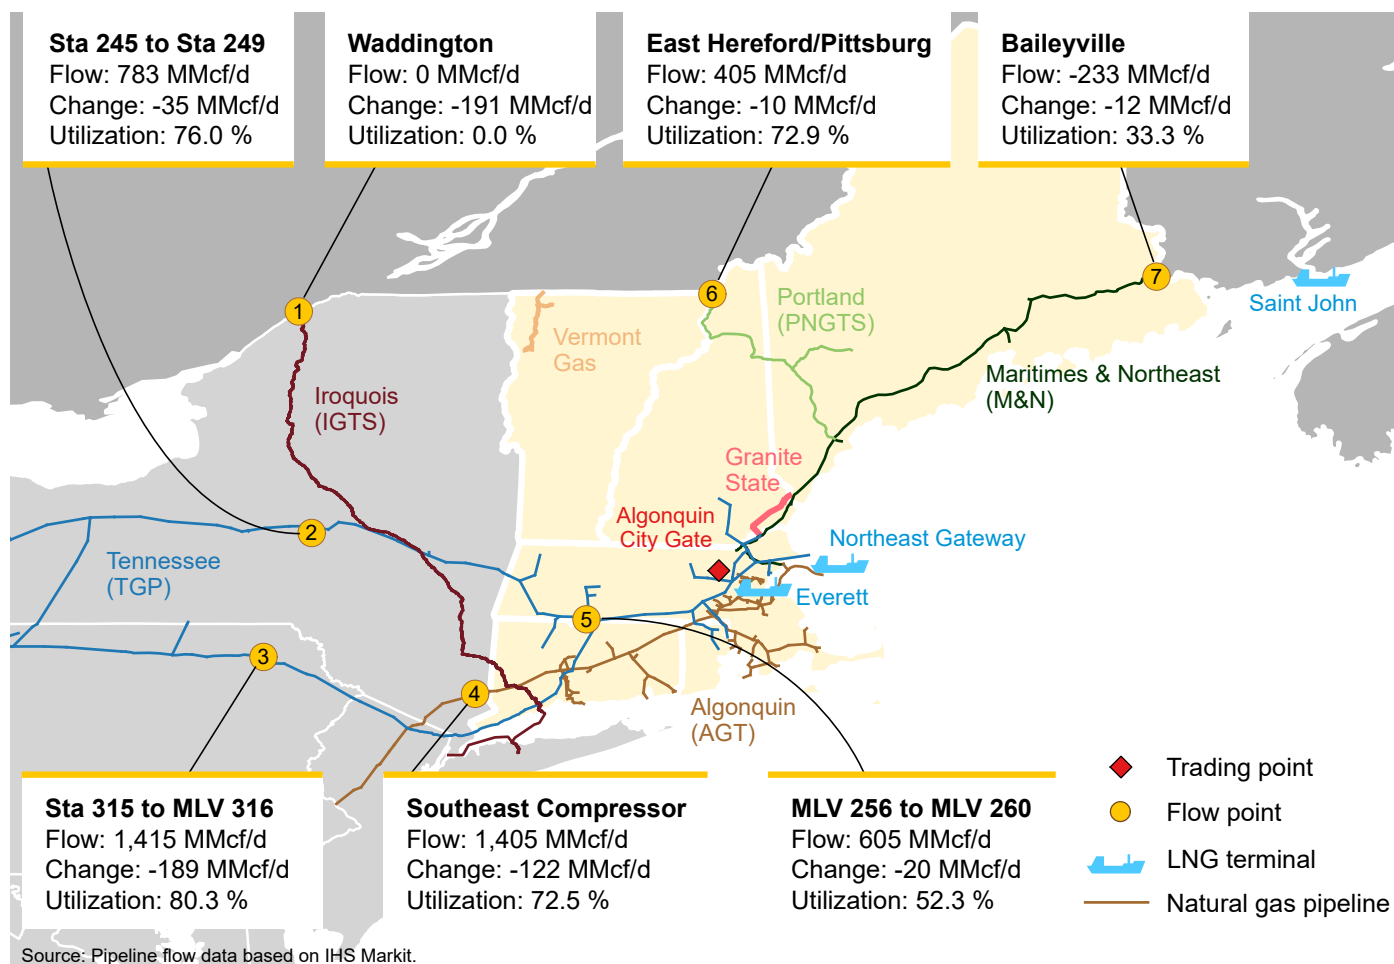 Sta 245 to Sta 249
Flow: 783 MMcf/d
Change: -35 MMcf/d
Utilization: 76.0 %
Waddington
Flow: 0 MMcf/d
Change: -191 MMcf/d
Utilization: 0.0 %
East Hereford/Pittsburg
Flow: 405 MMcf/d
Change: -10 MMcf/d
Utilization: 72.9 %
Baileyville
Flow: -233 MMcf/d
Change: -12 MMcf/d
Utilization: 33.3 %
1
6
7
Saint John
Portland
(PNGTS)
Vermont
Gas
Maritimes & Northeast
(M&N)
Iroquois
(IGTS)
Granite
State
Algonquin
City Gate
2
Northeast Gateway
Tennessee
(TGP)
Everett
5
3
4
Algonquin
(AGT)
Sta 315 to MLV 316
Flow: 1,415 MMcf/d
Change: -189 MMcf/d
Utilization: 80.3 %
Southeast Compressor
Flow: 1,405 MMcf/d
Change: -122 MMcf/d
Utilization: 72.5 %
MLV 256 to MLV 260
Flow: 605 MMcf/d
Change: -20 MMcf/d
Utilization: 52.3 %
Trading point
Flow point
LNG terminal
Natural gas pipeline
Source: Pipeline flow data based on IHS Markit.